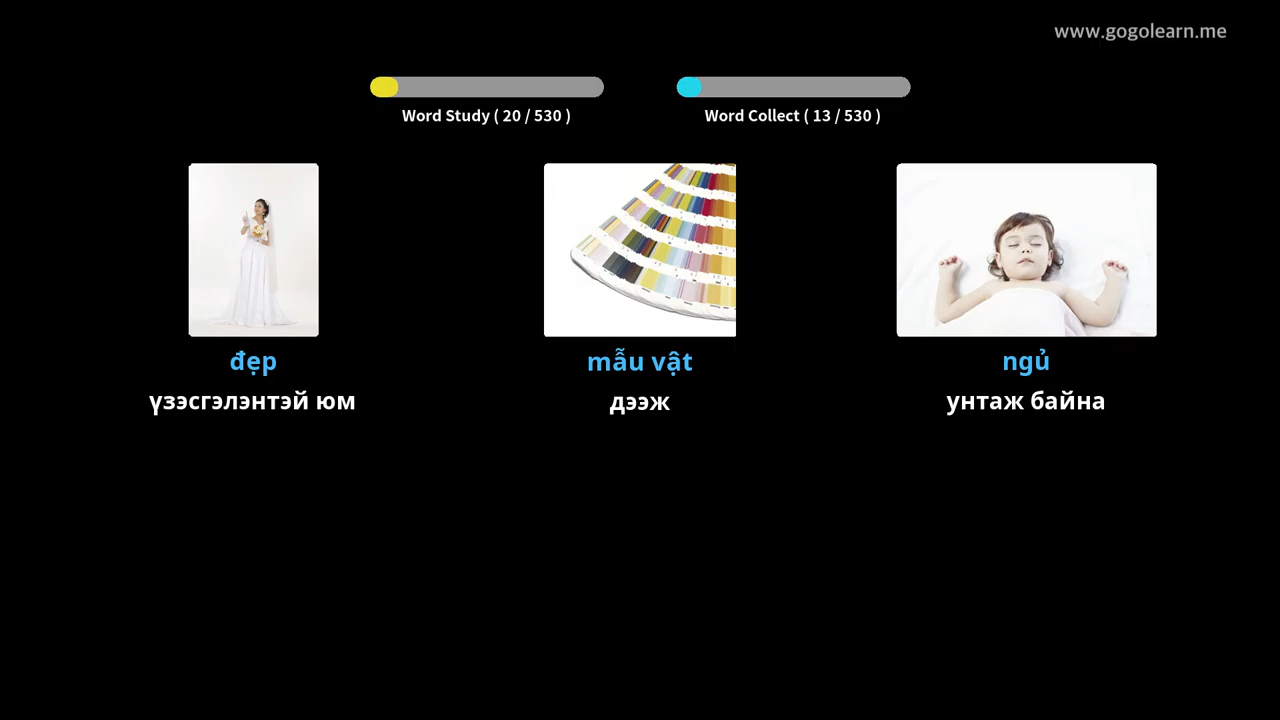 www.gogolearn.me
Word Study ( 20 / 530 )
Word Collect ( 13 / 530 )
đẹp
mẫu vật
ngủ
үзэсгэлэнтэй юм
дээж
унтаж байна